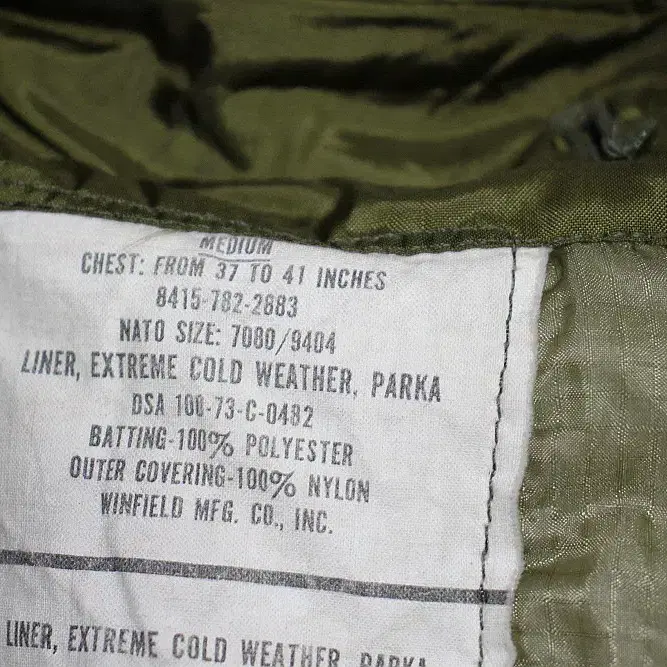 MEDIUM
CHEST: FROM 37 TO 41 INCHES
8415-782-2883
NATO SIZE: 7080/9404
LINER, EXTREME COLD WEATHER, PARKA
DSA 100-73-C-0482
BATTING-100% POLYESTER
OUTER COVERING-100% NYLON
WINFIELD MFG. CO., INC.
LINER, EXTREME COLD WEATHER, PARKA